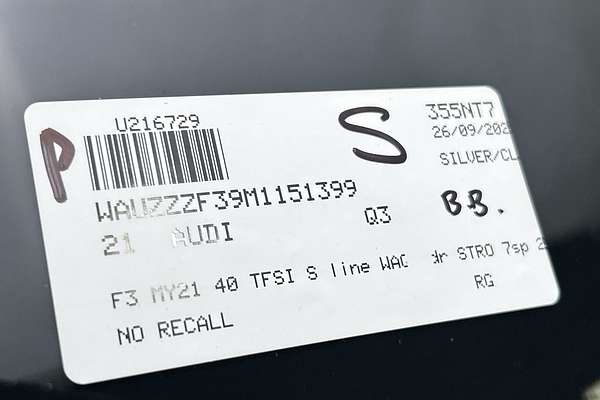 P
U216729
S
355NT7
26/09/202
SILVER/CL
WAUZZZF39M1151399
21 AUDI
Q3
B.B.
F3 MY21 40 TFSI S line WAG dr STRO 7sp 2
RG
NO RECALL